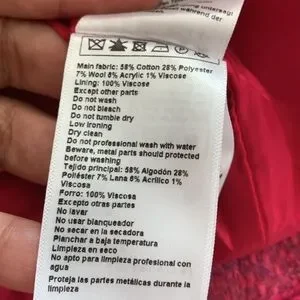 untersagt
während der
Main fabric: 58% Cotton 28% Polyester
7% Wool 6% Acrylic 1% Viscose
Lining: 100% Viscose
Except other parts
Do not wash
Do not bleach
Do not tumble dry
Low ironing
Dry clean
Do not professional wash with water
Beware, metal parts should protected
before washing
Tejido principal: 58% Algodón 28%
Poliéster 7% Lana 6% Acrílico 1%
Viscosa
Forro: 100% Viscosa
Excepto otras partes
No lavar
No usar blanqueador
No secar en la secadora
Planchar a baja temperatura
Limpieza en seco
No apto para limpieza profesional con
agua
Proteja las partes metálicas durante la
limpieza